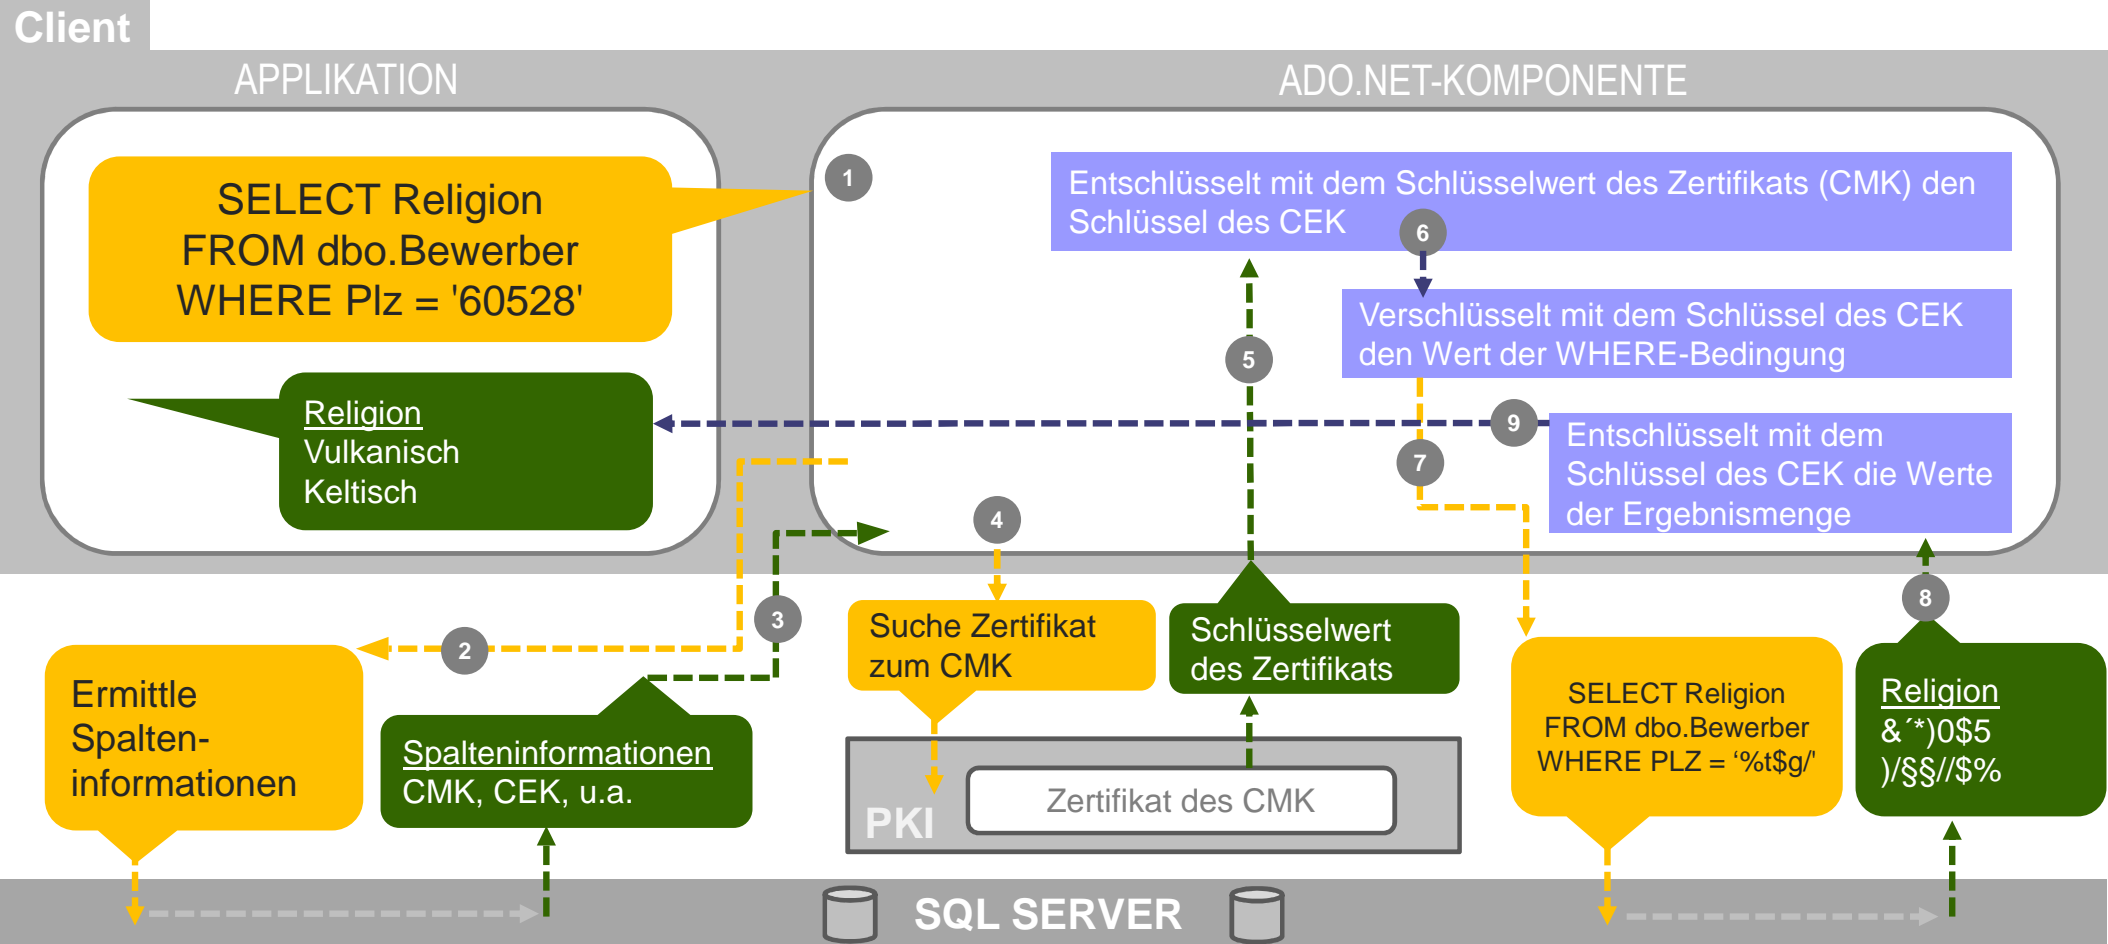 Client
APPLIKATION
ADO.NET-KOMPONENTE
SELECT Religion
FROM dbo.Bewerber
WHERE Plz = '60528'
1
Entschlüsselt mit dem Schlüsselwert des Zertifikats (CMK) den
Schlüssel des CEK
6
Verschlüsselt mit dem Schlüssel des CEK
den Wert der WHERE-Bedingung
5
Religion
Vulkanisch
Keltisch
9
Entschlüsselt mit dem
Schlüssel des CEK die Werte
der Ergebnismenge
7
4
3
2
8
Ermittle
Spalten-
informationen
Spalteninformationen
CMK, CEK, u.a.
Suche Zertifikat
zum CMK
Schlüsselwert
des Zertifikats
PKI
Zertifikat des CMK
SELECT Religion
FROM dbo.Bewerber
WHERE PLZ = ‘%t$g/'
Religion
&´*)0$5
)/§§//$%
SQL SERVER